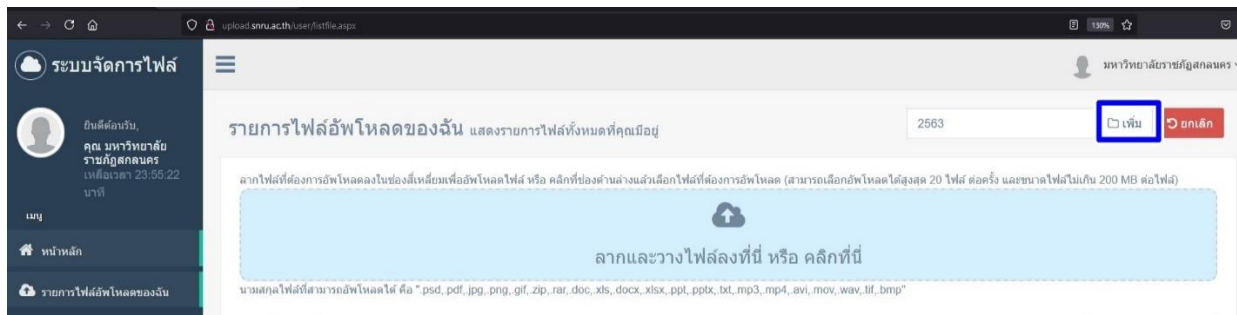 upload.snru.ac.th/user/listfile.aspx
130%
ระบบจัดการไฟล์
มหาวิทยาลัยราชภัฏสกลนคร
ยินดีต้อนรับ,
คุณ มหาวิทยาลัย
ราชภัฏสกลนคร
เหลือเวลา 23:55:22
นาที
เมนู
หน้าหลัก
รายการไฟล์อัพโหลดของฉัน
รายการไฟล์อัพโหลดของฉัน แสดงรายการไฟล์ทั้งหมดที่คุณมีอยู่
2563
เพิ่ม
ยกเลิก
ลากไฟล์ที่ต้องการอัพโหลดลงในช่องสี่เหลี่ยมเพื่ออัพโหลดไฟล์ หรือ คลิกที่ช่องด้านล่างแล้วเลือกไฟล์ที่ต้องการอัพโหลด (สามารถเลือกอัพโหลดได้สูงสุด 20 ไฟล์ ต่อครั้ง และขนาดไฟล์ไม่เกิน 200 MB ต่อไฟล์)
ลากและวางไฟล์ลงที่นี่ หรือ คลิกที่นี่
นามสกุลไฟล์ที่สามารถอัพโหลดได้ คือ ".psd,.pdf,.jpg,.png,.gif,.zip,.rar,.doc,.xls,.docx,.xlsx,.ppt,.pptx,.txt,.mp3,.mp4,.avi,.mov,.wav,.tif,.bmp"